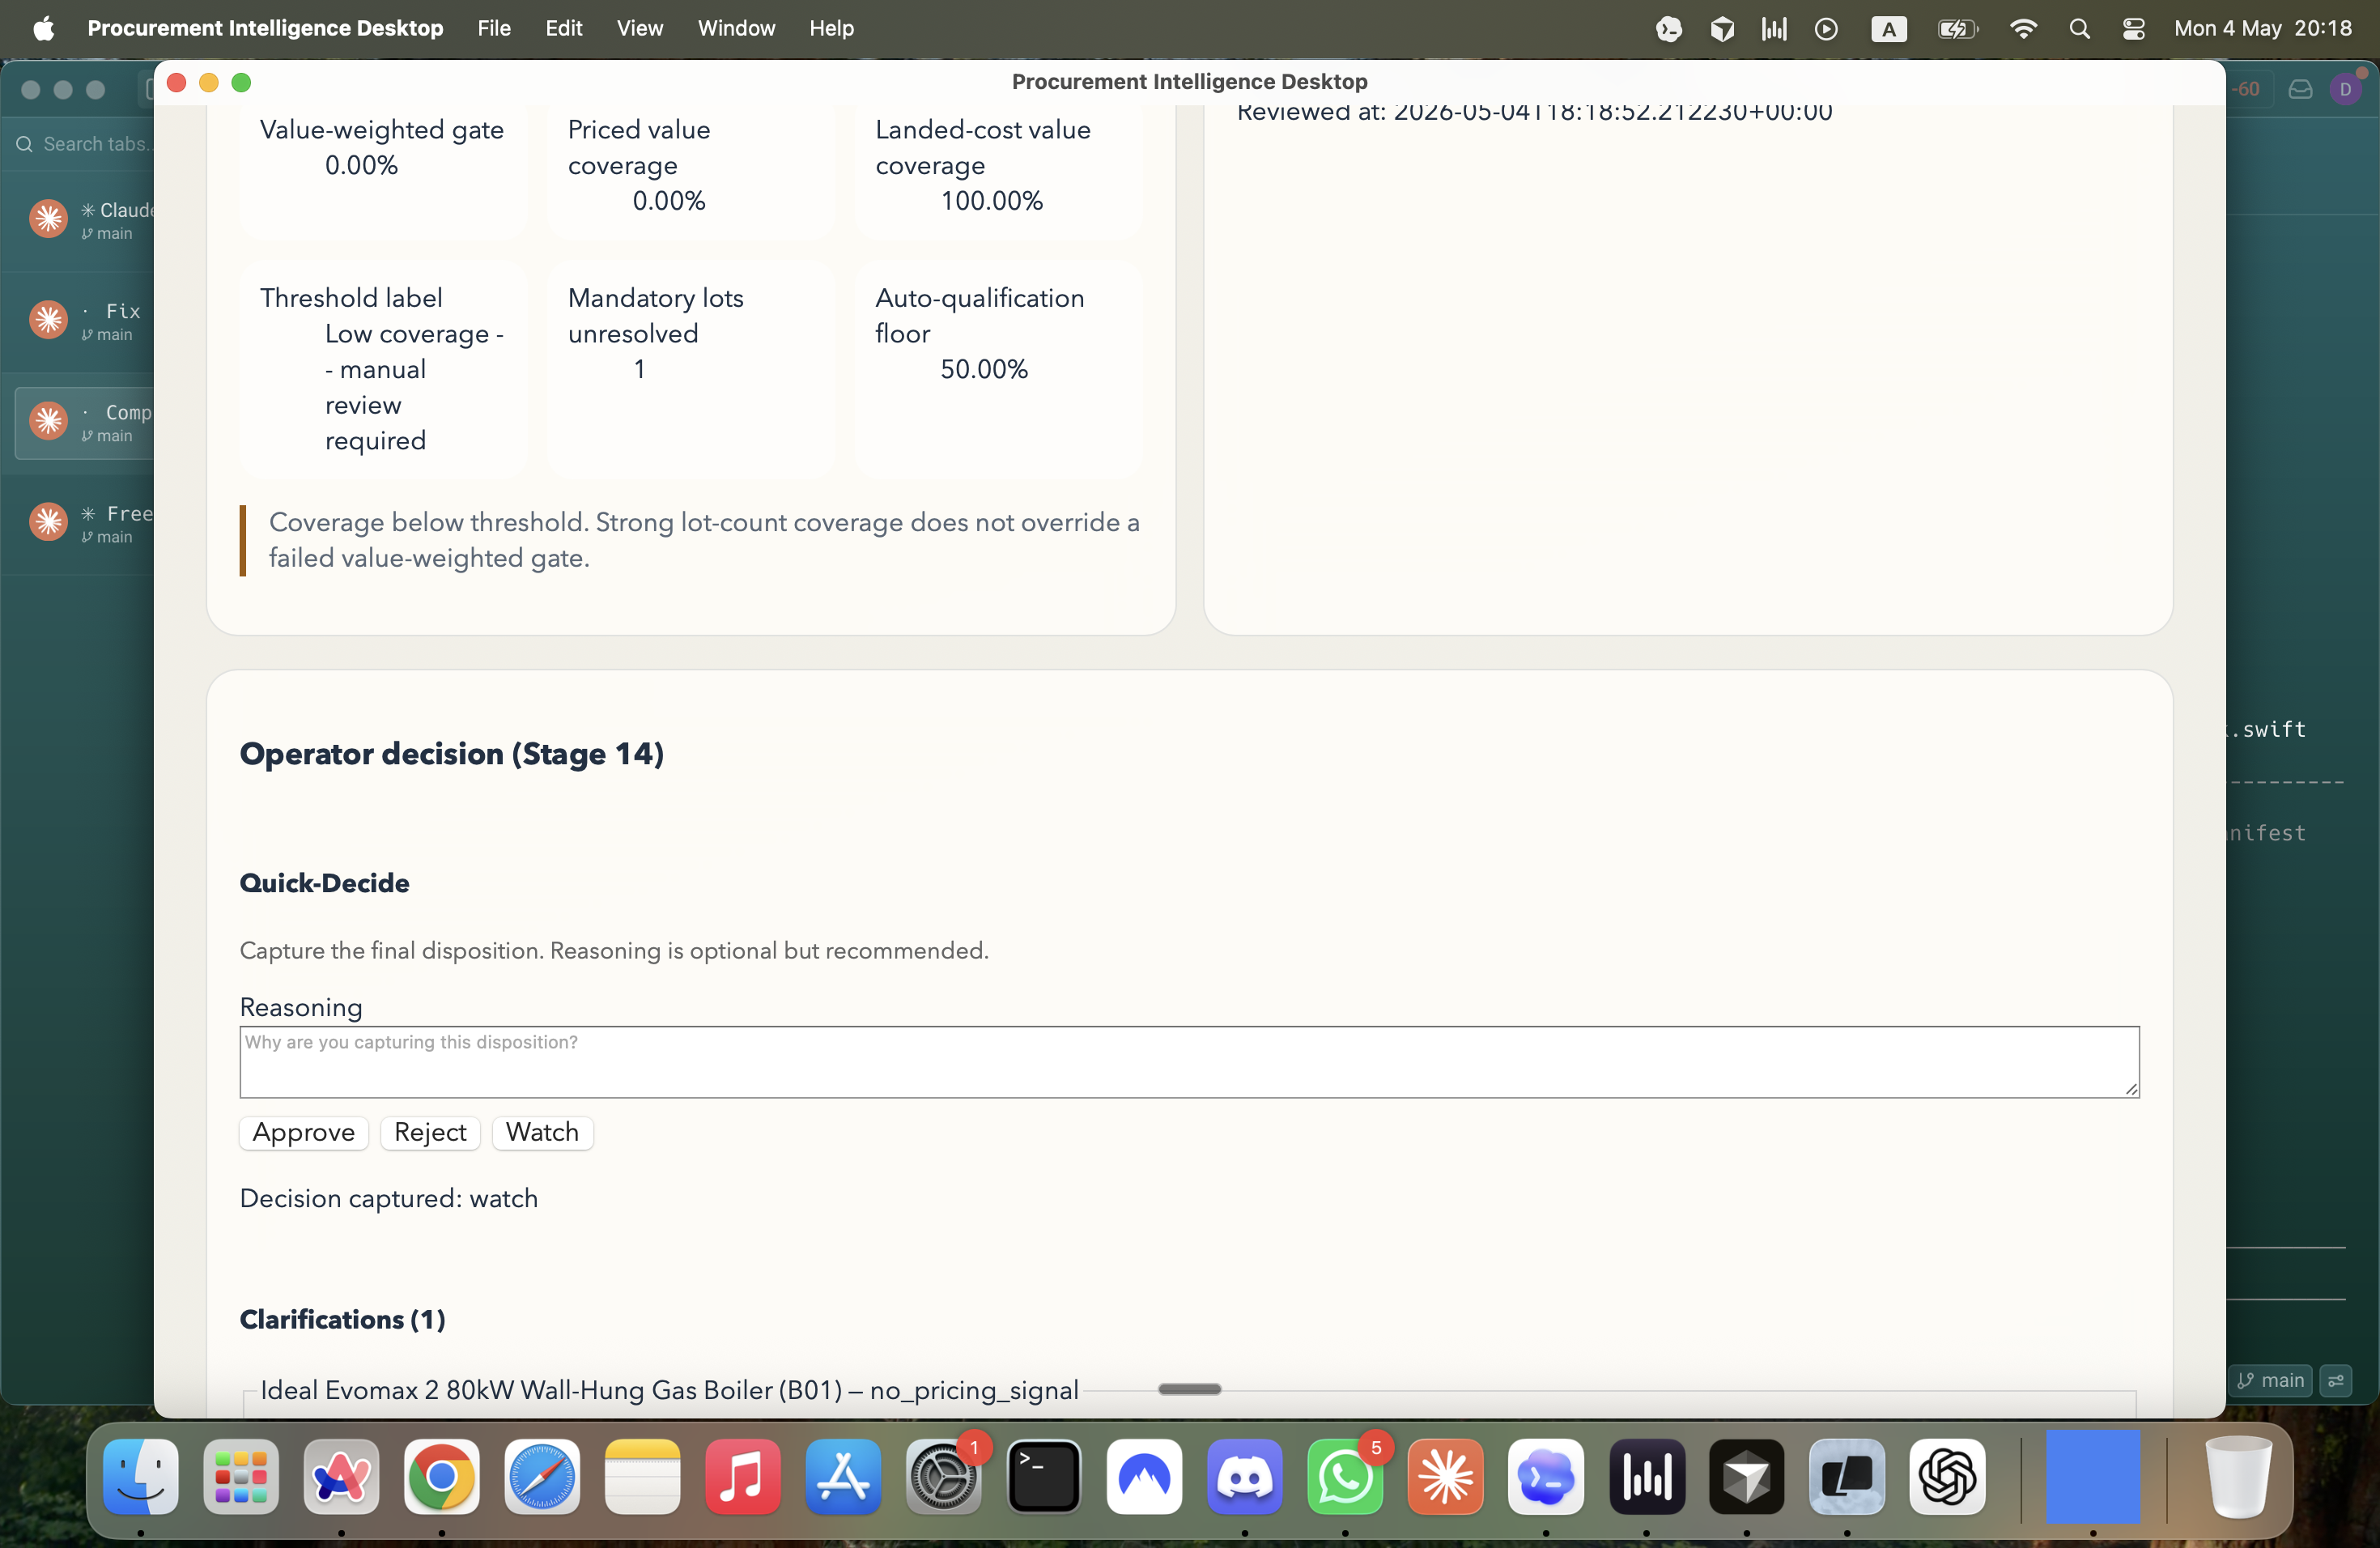 Procurement Intelligence Desktop File Edit View Window Help
A
Mon 4 May 20:18
Procurement Intelligence Desktop
-60
D
Search tabs..
Claude
main
Fix
main
Comp
main
Free
main
Value-weighted gate
0.00%
Priced value
coverage
0.00%
Landed-cost value
coverage
100.00%
Reviewed at: 2026-05-04T18:18:52.212230+00:00
Threshold label
Low coverage -
- manual
review
required
Mandatory lots
unresolved
1
Auto-qualification
floor
50.00%
Coverage below threshold. Strong lot-count coverage does not override a
failed value-weighted gate.
Operator decision (Stage 14)
Quick-Decide
Capture the final disposition. Reasoning is optional but recommended.
Reasoning
Why are you capturing this disposition?
Approve Reject Watch
Decision captured: watch
Clarifications (1)
Ideal Evomax 2 80kW Wall-Hung Gas Boiler (B01) – no_pricing_signal
.swift
----------
nifest
main
1
5